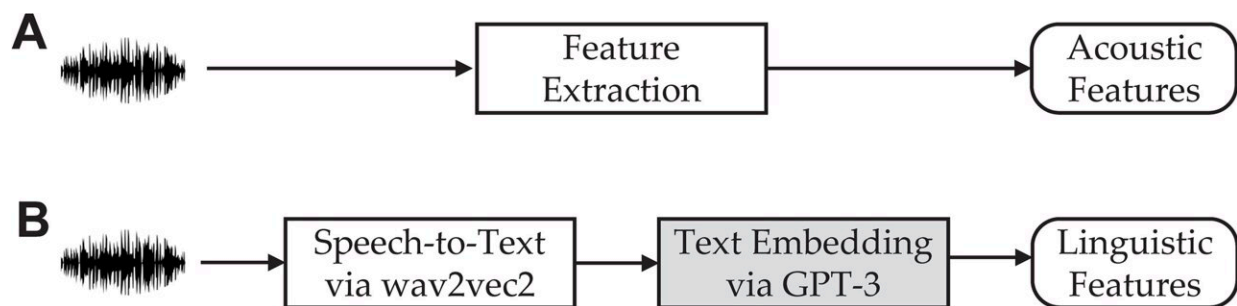 A
Feature
Extraction
Acoustic
Features
B
Speech-to-Text
via wav2vec2
Text Embedding
via GPT-3
Linguistic
Features